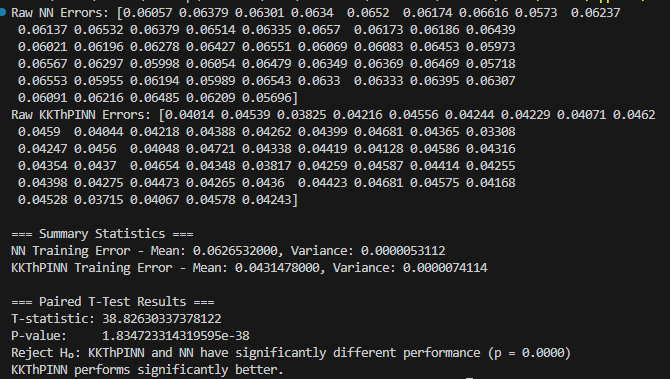 Raw NN Errors: [0.06057 0.06379 0.06301 0.0634  0.0652  0.06174 0.06616 0.0573  0.06237
 0.06137 0.06532 0.06379 0.06514 0.06335 0.0657  0.06173 0.06186 0.06439
 0.06021 0.06196 0.06278 0.06427 0.06551 0.06069 0.06083 0.06453 0.05973
 0.06567 0.06297 0.05998 0.06054 0.06479 0.06349 0.06369 0.06469 0.05718
 0.06553 0.05955 0.06194 0.05989 0.06543 0.0633  0.06333 0.06395 0.06307
 0.06091 0.06216 0.06485 0.06209 0.05696]
Raw KKThPINN Errors: [0.04014 0.04539 0.03825 0.04216 0.04556 0.04244 0.04229 0.04071 0.0462
 0.0459  0.04044 0.04218 0.04388 0.04262 0.04399 0.04681 0.04365 0.03308
 0.04247 0.0456  0.04048 0.04721 0.04338 0.04419 0.04128 0.04586 0.04316
 0.04354 0.0437  0.04654 0.04348 0.03817 0.04259 0.04587 0.04414 0.04255
 0.04398 0.04275 0.04473 0.04265 0.0436  0.04423 0.04681 0.04575 0.04168
 0.04528 0.03715 0.04067 0.04578 0.04243]
=== Summary Statistics ===
NN Training Error - Mean: 0.0626532000, Variance: 0.0000053112
KKThPINN Training Error - Mean: 0.0431478000, Variance: 0.0000074114
=== Paired T-Test Results ===
T-statistic: 38.82630337378122
P-value:     1.834723314319595e-38
Reject H₀: KKThPINN and NN have significantly different performance (p = 0.0000)
KKThPINN performs significantly better.